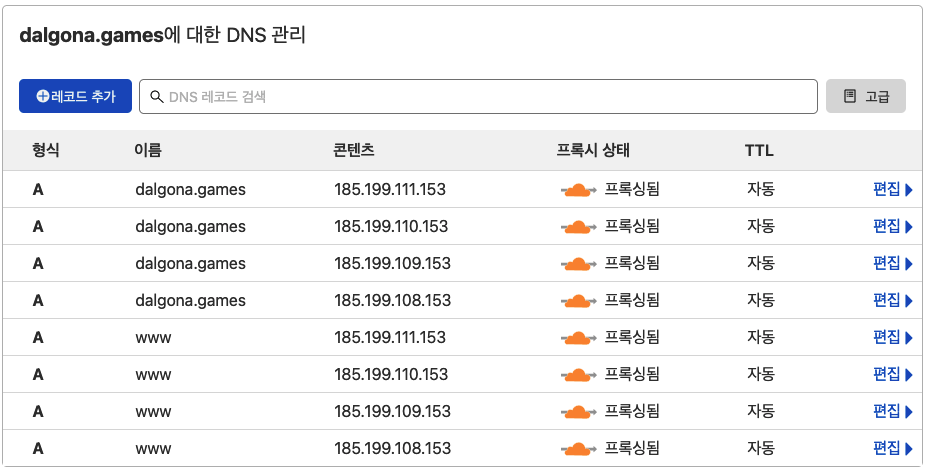 dalgona.games에 대한 DNS 관리
레코드 추가 DNS 레코드 검색 고급
형식 이름 콘텐츠 프록시 상태 TTL
A dalgona.games 185.199.111.153 프록싱됨 자동 편집
A dalgona.games 185.199.110.153 프록싱됨 자동 편집
A dalgona.games 185.199.109.153 프록싱됨 자동 편집
A dalgona.games 185.199.108.153 프록싱됨 자동 편집
A www 185.199.111.153 프록싱됨 자동 편집
A www 185.199.110.153 프록싱됨 자동 편집
A www 185.199.109.153 프록싱됨 자동 편집
A www 185.199.108.153 프록싱됨 자동 편집